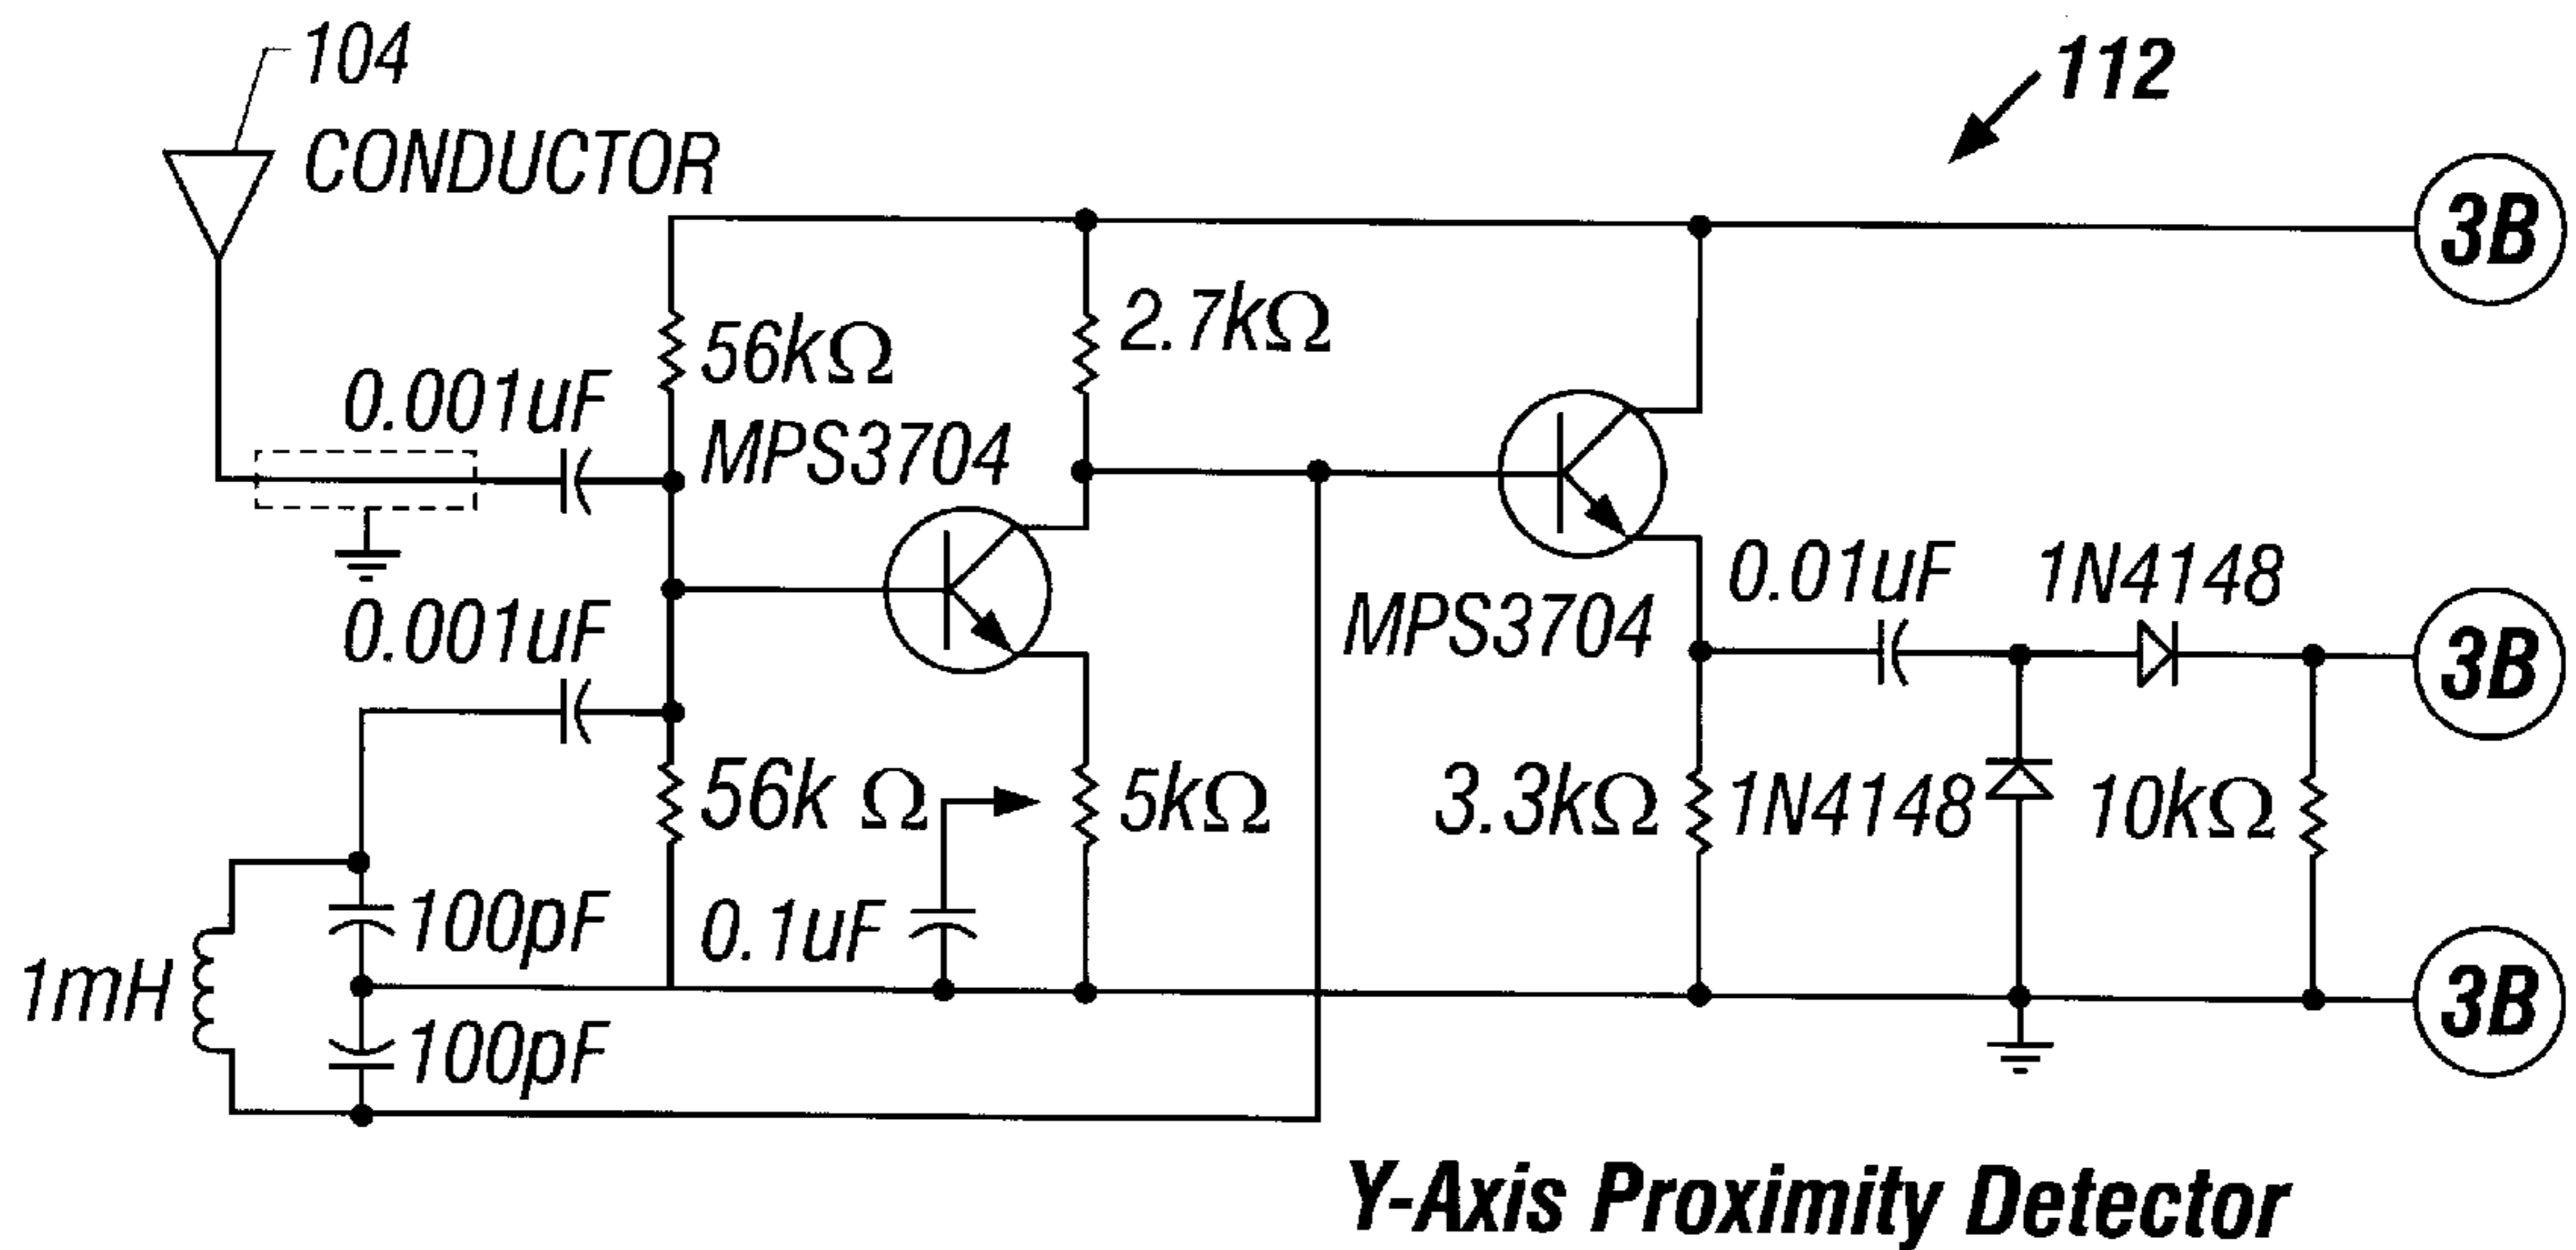 104
CONDUCTOR
112
3B
56kΩ
2.7kΩ
0.001uF
MPS3704
0.001uF
MPS3704
0.01uF
1N4148
3B
56k Ω
5kΩ
3.3kΩ
1N4148
10kΩ
100pF
0.1uF
1mH
100pF
3B
Y-Axis Proximity Detector